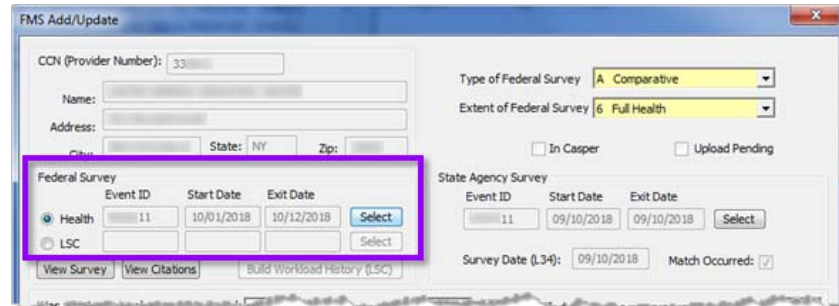 FMS Add/Update
CCN (Provider Number): 33
Type of Federal Survey A Comparative
Name:
Extent of Federal Survey 6 Full Health
Address:
City: State: NY Zip:
In Casper Upload Pending
Federal Survey State Agency Survey
Event ID Start Date Exit Date Event ID Start Date Exit Date
Health 11 10/01/2018 10/12/2018 Select 11 09/10/2018 09/10/2018 Select
LSC Select
Survey Date (L34): 09/10/2018 Match Occurred:
View Survey View Citations Build Workload History (LSC)